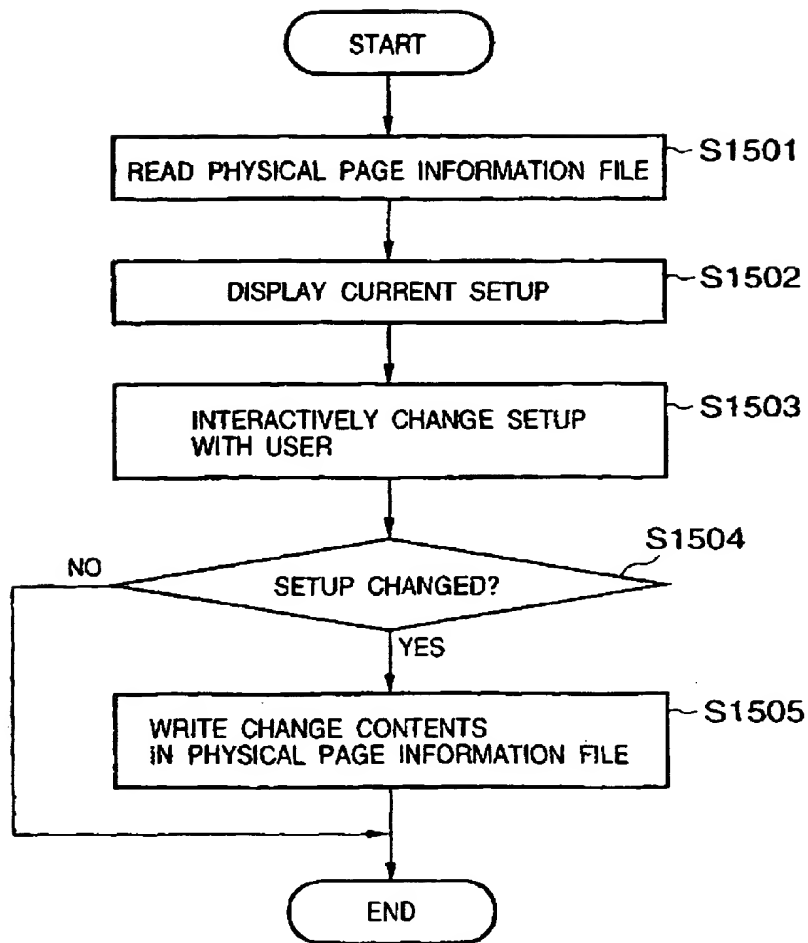 START
READ PHYSICAL PAGE INFORMATION FILE
S1501
DISPLAY CURRENT SETUP
S1502
INTERACTIVELY CHANGE SETUP
WITH USER
S1503
S1504
NO
SETUP CHANGED?
YES
WRITE CHANGE CONTENTS
IN PHYSICAL PAGE INFORMATION FILE
S1505
END